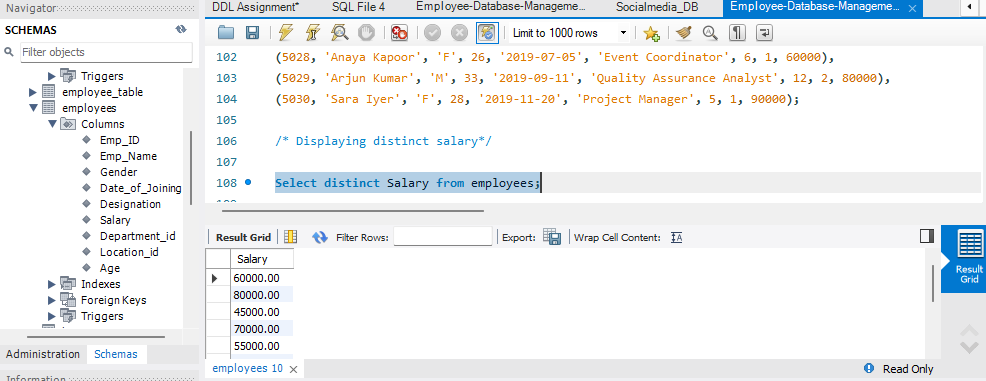 Navigator
DDL Assignment* SQL File 4 Employee-Database-Manageme... Socialmedia_DB Employee-Database-Manageme...
SCHEMAS
Filter objects
Triggers
employee_table
employees
Columns
Emp_ID
Emp_Name
Gender
Date_of_Joining
Designation
Salary
Department_id
Location_id
Age
Indexes
Foreign Keys
Triggers
Administration Schemas
Information
Limit to 1000 rows
102 (5028, 'Anaya Kapoor', 'F', 26, '2019-07-05', 'Event Coordinator', 6, 1, 60000),
103 (5029, 'Arjun Kumar', 'M', 33, '2019-09-11', 'Quality Assurance Analyst', 12, 2, 80000),
104 (5030, 'Sara Iyer', 'F', 28, '2019-11-20', 'Project Manager', 5, 1, 90000);
105
106 /* Displaying distinct salary*/
107
108 Select distinct Salary from employees;
Result Grid Filter Rows: Export: Wrap Cell Content: IA
Salary
60000.00
80000.00
45000.00
70000.00
55000.00
Result
Grid
employees 10 Read Only